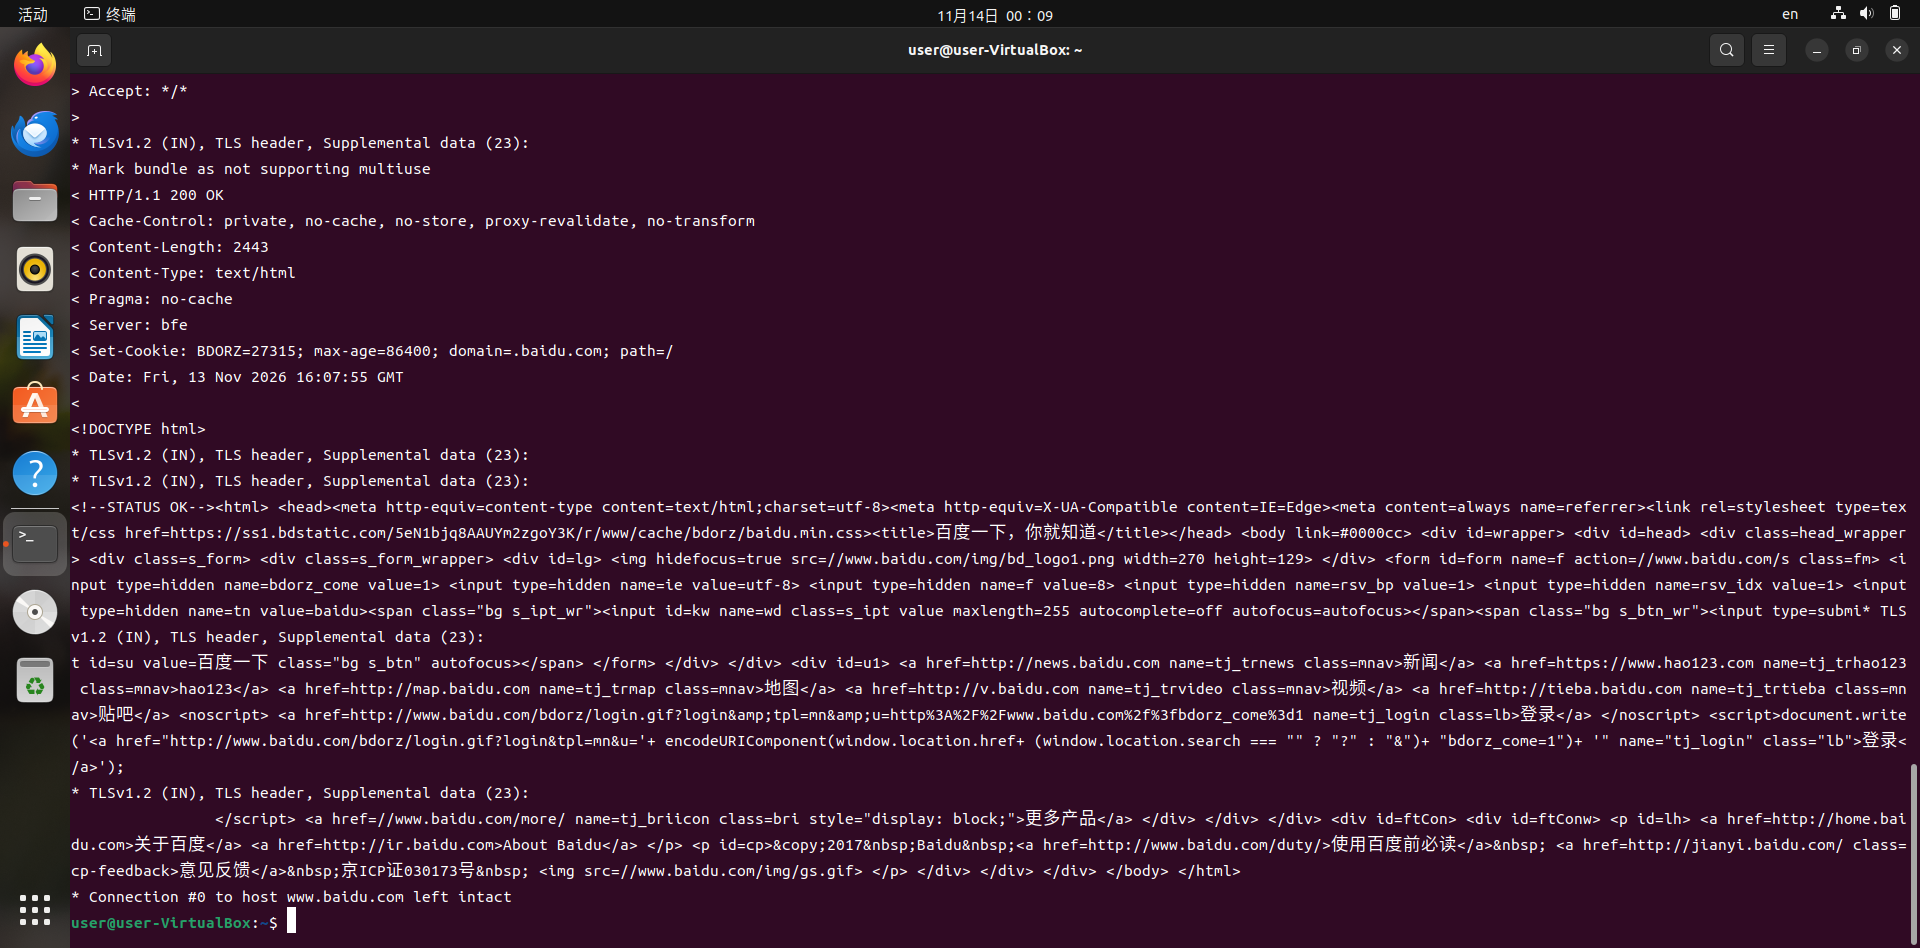 活动
终端
11月14日 00：09
en
user@user-VirtualBox: ~
> Accept: */*
>
* TLSv1.2 (IN), TLS header, Supplemental data (23):
* Mark bundle as not supporting multiuse
< HTTP/1.1 200 OK
< Cache-Control: private, no-cache, no-store, proxy-revalidate, no-transform
< Content-Length: 2443
< Content-Type: text/html
< Pragma: no-cache
< Server: bfe
< Set-Cookie: BDORZ=27315; max-age=86400; domain=.baidu.com; path=/
< Date: Fri, 13 Nov 2026 16:07:55 GMT
<
<!DOCTYPE html>
* TLSv1.2 (IN), TLS header, Supplemental data (23):
* TLSv1.2 (IN), TLS header, Supplemental data (23):
<!--STATUS OK--><html> <head><meta http-equiv=content-type content=text/html;charset=utf-8><meta http-equiv=X-UA-Compatible content=IE=Edge><meta content=always name=referrer><link rel=stylesheet type=tex
t/css href=https://ss1.bdstatic.com/5eN1bjq8AAUYm2zgoY3K/r/www/cache/bdorz/baidu.min.css><title>百度一下，你就知道</title></head> <body link=#0000cc> <div id=wrapper> <div id=head> <div class=head_wrapper
> <div class=s_form> <div class=s_form_wrapper> <div id=lg> <img hidefocus=true src=//www.baidu.com/img/bd_logo1.png width=270 height=129> </div> <form id=form name=f action=//www.baidu.com/s class=fm> <i
nput type=hidden name=bdorz_come value=1> <input type=hidden name=ie value=utf-8> <input type=hidden name=f value=8> <input type=hidden name=rsv_bp value=1> <input type=hidden name=rsv_idx value=1> <input
 type=hidden name=tn value=baidu><span class="bg s_ipt_wr"><input id=kw name=wd class=s_ipt value maxlength=255 autocomplete=off autofocus=autofocus></span><span class="bg s_btn_wr"><input type=submi* TLS
v1.2 (IN), TLS header, Supplemental data (23):
t id=su value=百度一下 class="bg s_btn" autofocus></span> </form> </div> </div> <div id=u1> <a href=http://news.baidu.com name=tj_trnews class=mnav>新闻</a> <a href=https://www.hao123.com name=tj_trhao123
 class=mnav>hao123</a> <a href=http://map.baidu.com name=tj_trmap class=mnav>地图</a> <a href=http://v.baidu.com name=tj_trvideo class=mnav>视频</a> <a href=http://tieba.baidu.com name=tj_trtieba class=mn
av>贴吧</a> <noscript> <a href=http://www.baidu.com/bdorz/login.gif?login&amp;tpl=mn&amp;u=http%3A%2F%2Fwww.baidu.com%2f%3fbdorz_come%3d1 name=tj_login class=lb>登录</a> </noscript> <script>document.write
('<a href="http://www.baidu.com/bdorz/login.gif?login&tpl=mn&u='+ encodeURIComponent(window.location.href+ (window.location.search === "" ? "?" : "&")+ "bdorz_come=1")+ '" name="tj_login" class="lb">登录<
/a>');
* TLSv1.2 (IN), TLS header, Supplemental data (23):
                </script> <a href=//www.baidu.com/more/ name=tj_briicon class=bri style="display: block;">更多产品</a> </div> </div> </div> <div id=ftCon> <div id=ftConw> <p id=lh> <a href=http://home.bai
du.com>关于百度</a> <a href=http://ir.baidu.com>About Baidu</a> </p> <p id=cp>&copy;2017&nbsp;Baidu&nbsp;<a href=http://www.baidu.com/duty/>使用百度前必读</a>&nbsp; <a href=http://jianyi.baidu.com/ class=
cp-feedback>意见反馈</a>&nbsp;京ICP证030173号&nbsp; <img src=//www.baidu.com/img/gs.gif> </p> </div> </div> </div> </body> </html>
* Connection #0 to host www.baidu.com left intact
user@user-VirtualBox:~$